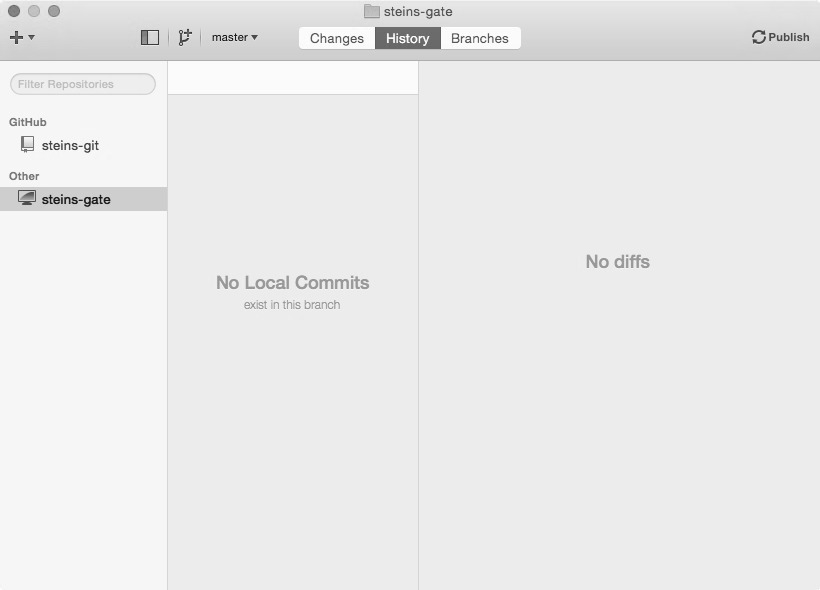 steins-gate
master
Changes
History
Branches
Publish
Filter Repositories
GitHub
steins-git
Other
steins-gate
No Local Commits
exist in this branch
No diffs